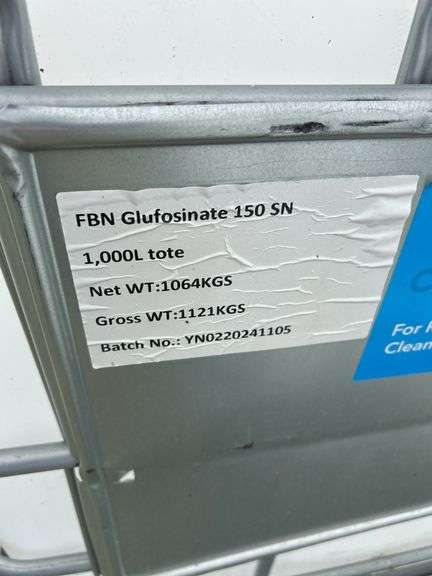 FBN Glufosinate 150 SN
1,000L tote
Net WT:1064KGS
Gross WT:1121KGS
Batch No.: YN0220241105
For
Clean